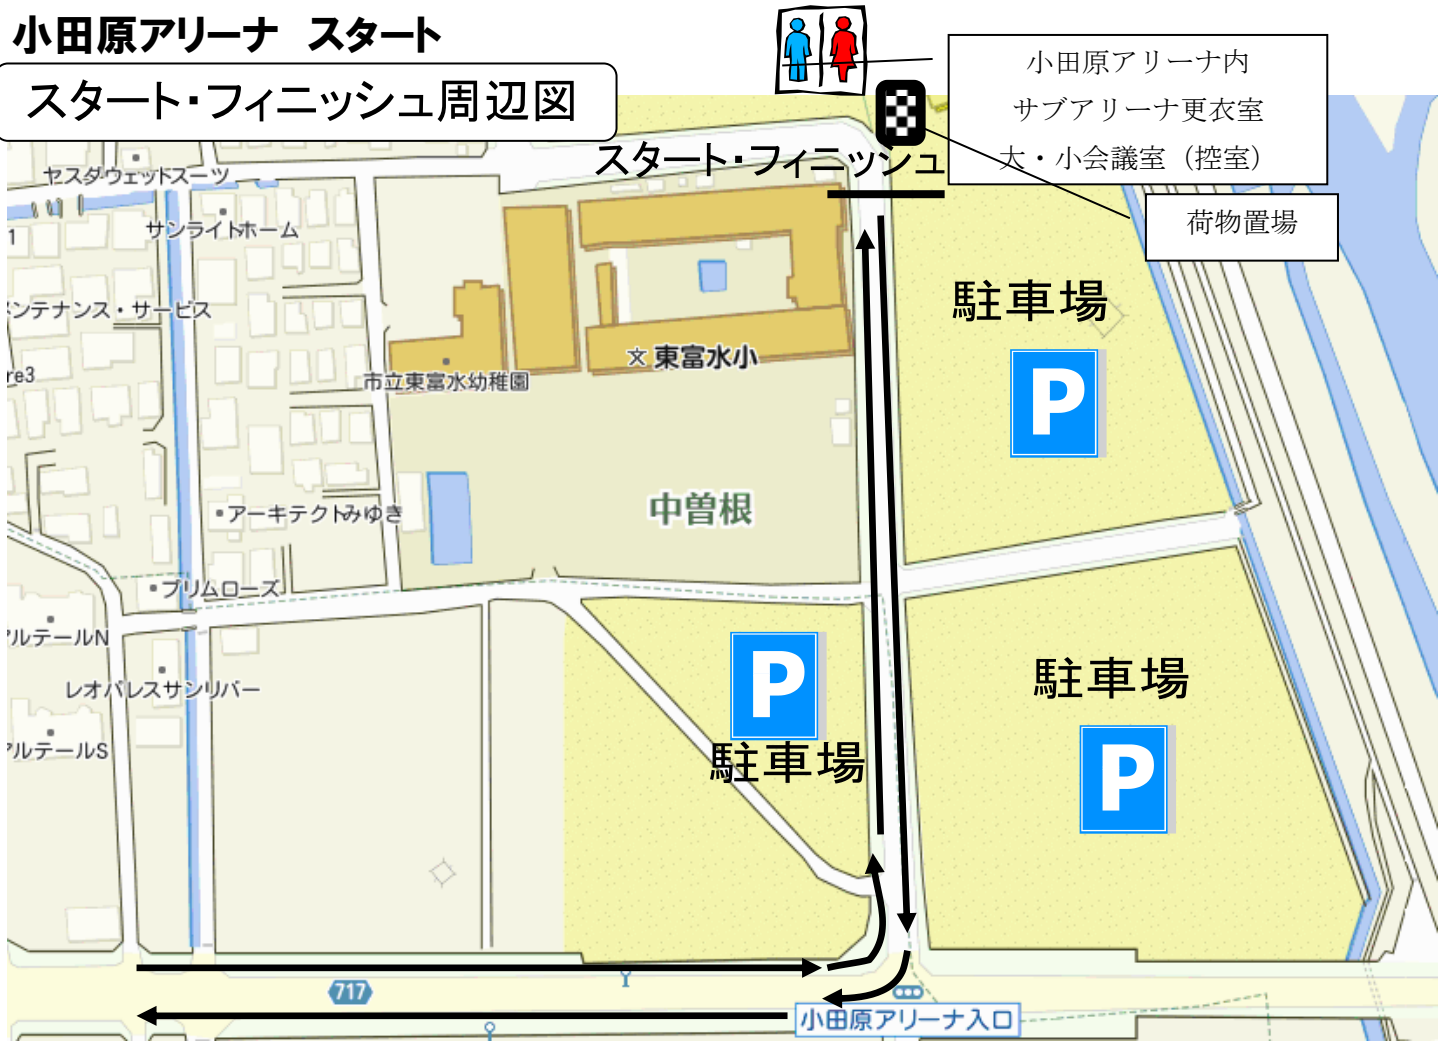 小田原アリーナ スタート
スタート・フィニッシュ周辺図
小田原アリーナ内
サブアリーナ更衣室
大・小会議室（控室）
荷物置場
スタート・フィニッシュ
ヤスダウェットスーツ
サンライトホーム
1
ンテナンス・サービス
re3
市立東富水幼稚園
文 東富水小
駐車場
P
アーキテクトみゆき
中曽根
プリムローズ
ルテールN
レオパレスサンリバー
ルテールS
P
駐車場
駐車場
P
717
小田原アリーナ入口